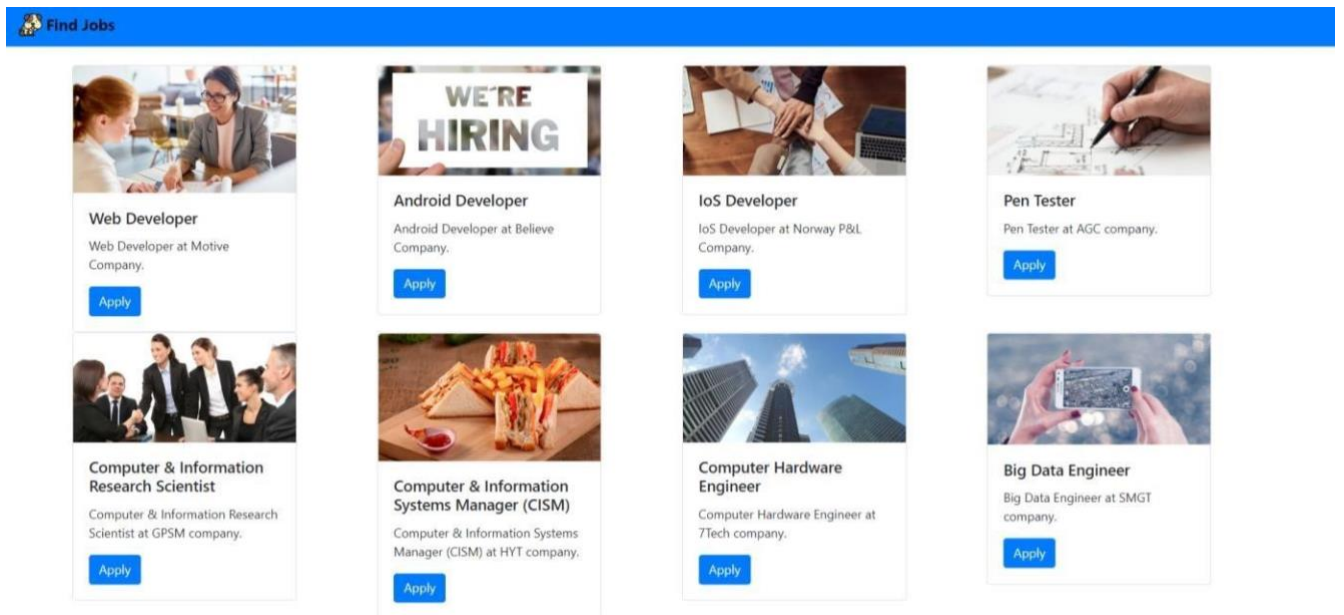 Find Jobs
WE'RE
HIRING
Web Developer
Web Developer at Motive
Company.
Apply
Android Developer
Android Developer at Believe
Company.
Apply
IoS Developer
IoS Developer at Norway P&L
Company.
Apply
Pen Tester
Pen Tester at AGC company.
Apply
Computer & Information
Research Scientist
Computer & Information Research
Scientist at GPSM company.
Apply
Computer & Information
Systems Manager (CISM)
Computer & Information Systems
Manager (CISM) at HYT company.
Apply
Computer Hardware
Engineer
Computer Hardware Engineer at
7Tech company.
Apply
Big Data Engineer
Big Data Engineer at SMGT
company.
Apply